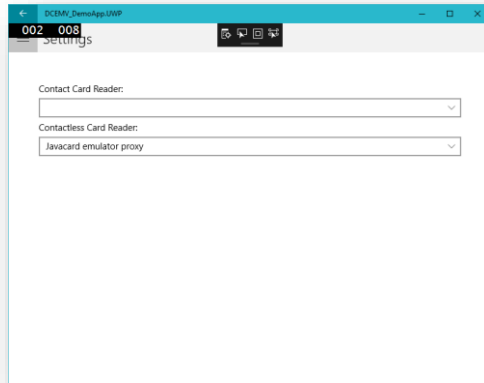 DCEMV_DemoApp.UWP
002 008
Settings
Contact Card Reader:
Contactless Card Reader:
Javacard emulator proxy